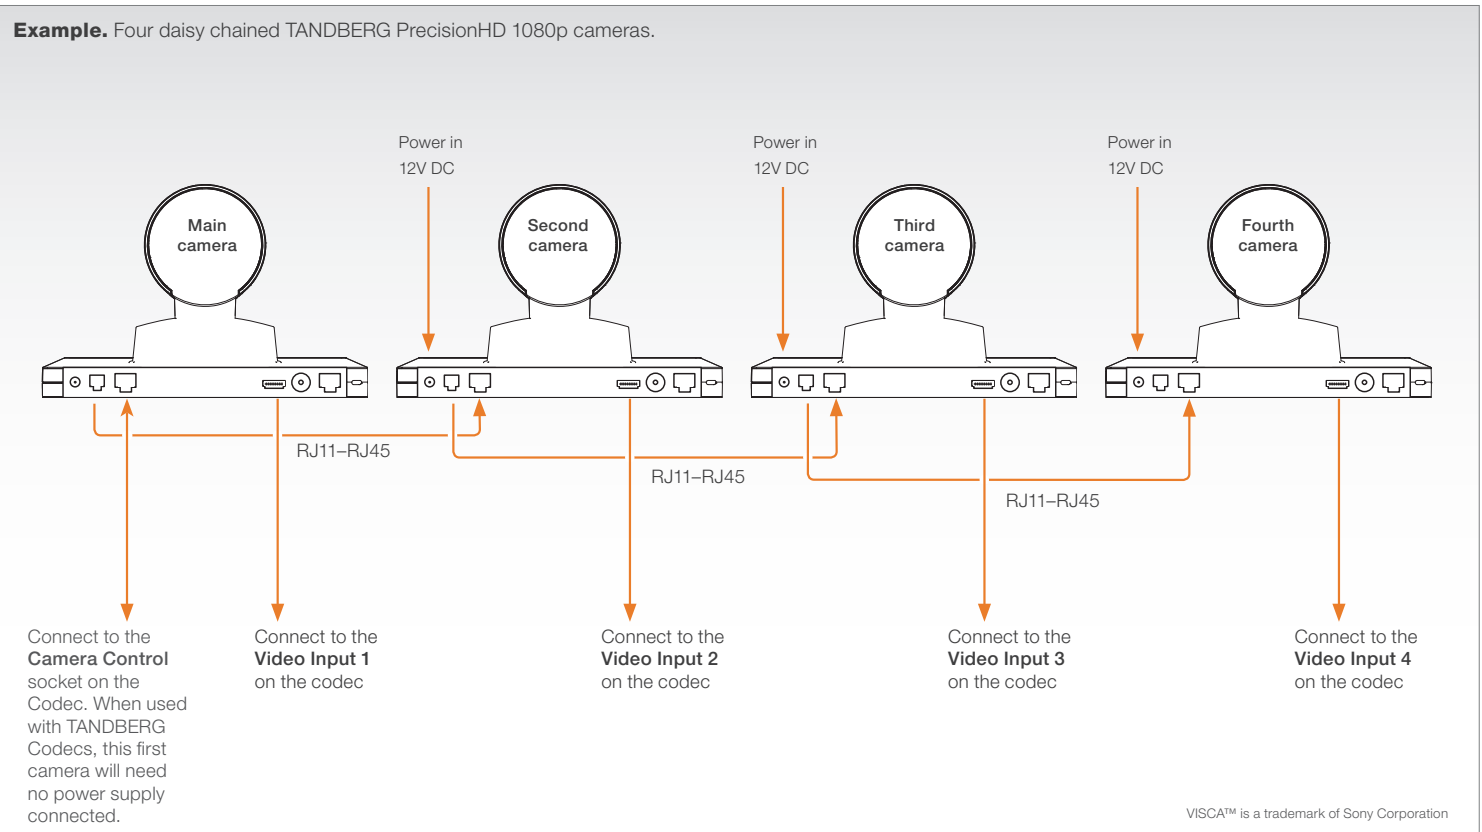 Example. Four daisy chained TANDBERG PrecisionHD 1080p cameras.
Power in
12V DC
Power in
12V DC
Power in
12V DC
Main
camera
Second
camera
Third
camera
Fourth
camera
RJ11–RJ45
RJ11–RJ45
RJ11–RJ45
Connect to the
Camera Control
socket on the
Codec. When used
with TANDBERG
Codecs, this first
camera will need
no power supply
connected.
Connect to the
Video Input 1
on the codec
Connect to the
Video Input 2
on the codec
Connect to the
Video Input 3
on the codec
Connect to the
Video Input 4
on the codec
VISCA™ is a trademark of Sony Corporation